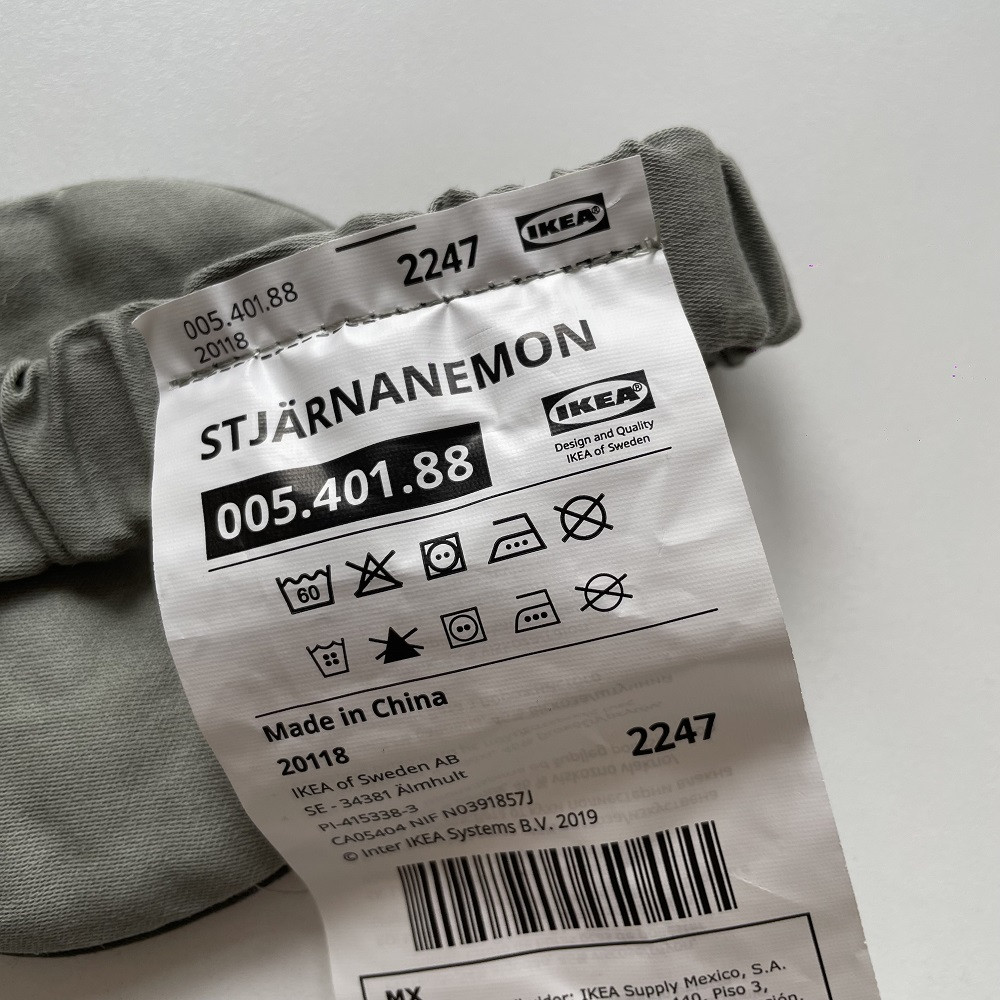 005.401.88 2247 IKEA®
20118
STJÄRNANEMON
005.401.88 IKEA®
Design and Quality
IKEA of Sweden
60
Made in China
20118 2247
IKEA of Sweden AB
SE - 34381 Älmhult
PI-415338-3
CA05404 NIF N0391857J
© Inter IKEA Systems B.V. 2019
MX
IKEA Supply Mexico, S.A.
Piso 3,